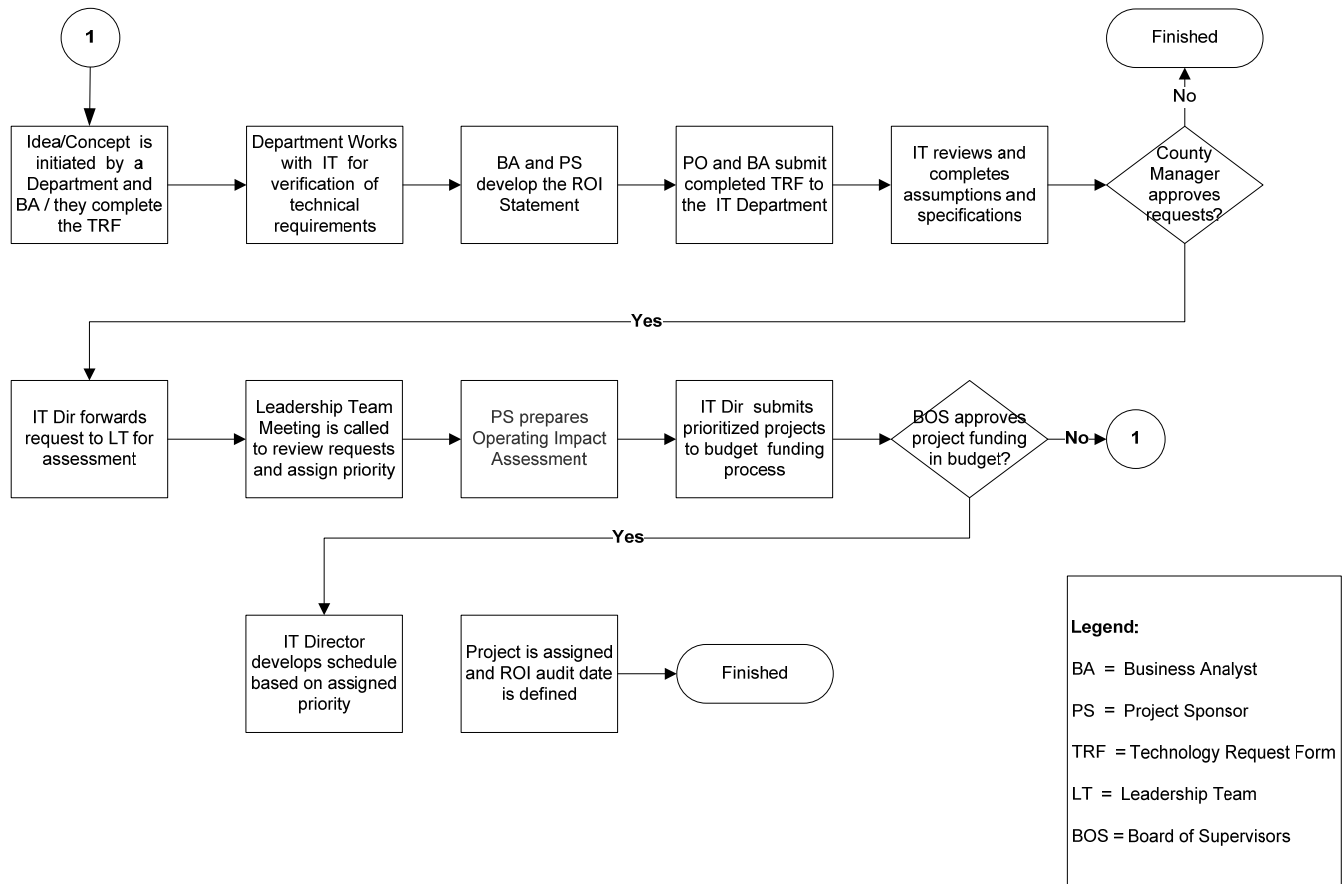 1
Finished
No
Idea/Concept is
initiated by a
Department and
BA / they complete
the TRF
Department Works
with IT for
verification of
technical
requirements
BA and PS
develop the ROI
Statement
PO and BA submit
completed TRF to
the IT Department
IT reviews and
completes
assumptions and
specifications
County
Manager
approves
requests?
Yes
IT Dir forwards
request to LT for
assessment
Leadership Team
Meeting is called
to review requests
and assign priority
PS prepares
Operating Impact
Assessment
IT Dir submits
prioritized projects
to budget funding
process
BOS approves
project funding
in budget?
No
1
Yes
IT Director
develops schedule
based on assigned
priority
Project is assigned
and ROI audit date
is defined
Finished
Legend:
BA = Business Analyst
PS = Project Sponsor
TRF = Technology Request Form
LT = Leadership Team
BOS = Board of Supervisors